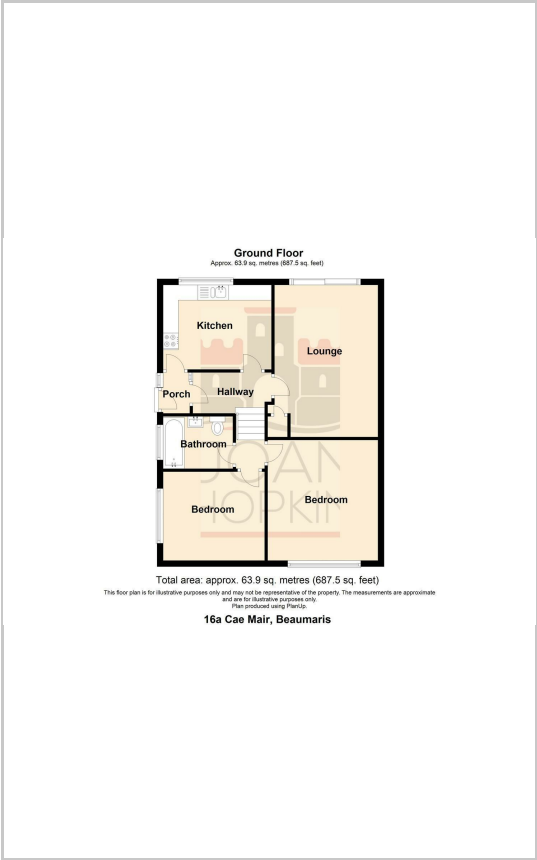 Ground Floor
Approx. 63.9 sq. metres (687.5 sq. feet)
Kitchen
Lounge
Porch
Hallway
Bathroom
JOAN
HOPKIN
Bedroom
Bedroom
Total area: approx. 63.9 sq. metres (687.5 sq. feet)
This floor plan is for illustrative purposes only and may not be representative of the property. The measurements are approximate
and are for illustrative purposes only.
Plan produced using PlanUp.
16a Cae Mair, Beaumaris